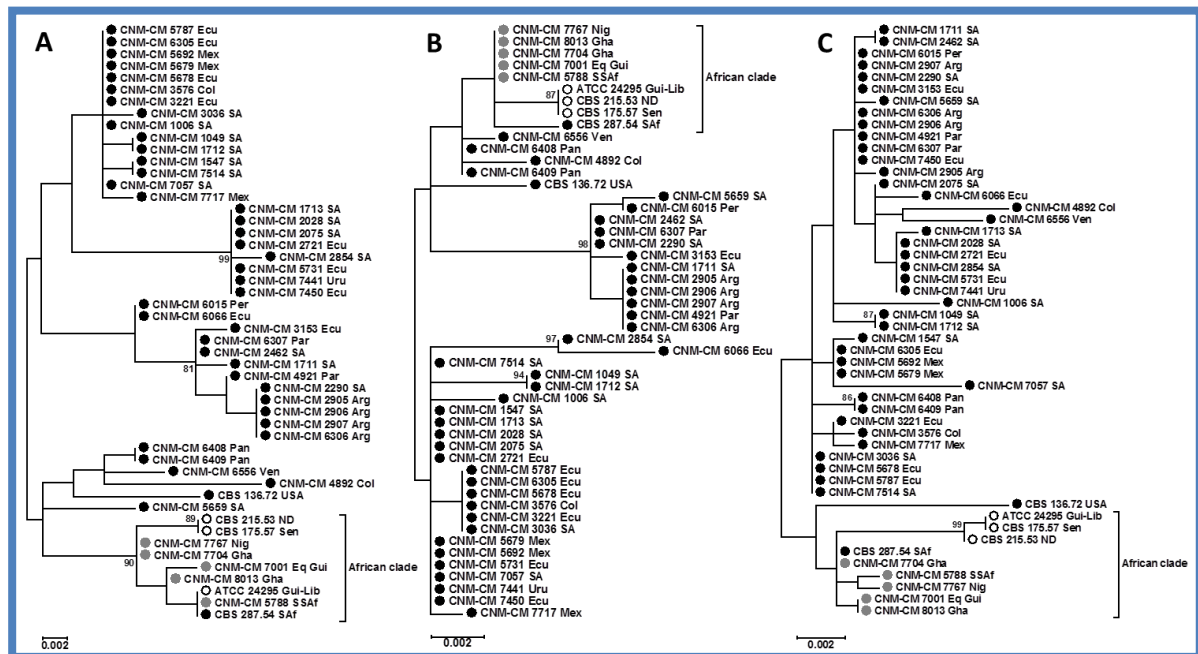 A
CNM-CM 5787 Ecu
CNM-CM 6305 Ecu
CNM-CM 5692 Mex
CNM-CM 5679 Mex
CNM-CM 5678 Ecu
CNM-CM 3576 Col
CNM-CM 3221 Ecu
CNM-CM 3036 SA
CNM-CM 1006 SA
CNM-CM 1049 SA
CNM-CM 1712 SA
CNM-CM 1547 SA
CNM-CM 7514 SA
CNM-CM 7057 SA
CNM-CM 7717 Mex
CNM-CM 1713 SA
CNM-CM 2028 SA
CNM-CM 2075 SA
CNM-CM 2721 Ecu
99
CNM-CM 2854 SA
CNM-CM 5731 Ecu
CNM-CM 7441 Uru
CNM-CM 7450 Ecu
CNM-CM 6015 Per
CNM-CM 6066 Ecu
CNM-CM 3153 Ecu
CNM-CM 6307 Par
CNM-CM 2462 SA
81
CNM-CM 1711 SA
CNM-CM 4921 Par
CNM-CM 2290 SA
CNM-CM 2905 Arg
CNM-CM 2906 Arg
CNM-CM 2907 Arg
CNM-CM 6306 Arg
CNM-CM 6408 Pan
CNM-CM 6409 Pan
CNM-CM 6556 Ven
CNM-CM 4892 Col
CBS 136.72 USA
CNM-CM 5659 SA
89
CBS 215.53 ND
CBS 175.57 Sen
CNM-CM 7767 Nig
CNM-CM 7704 Gha
90
CNM-CM 7001 Eq Gui
CNM-CM 8013 Gha
ATCC 24295 Gui-Lib
CNM-CM 5788 SSAf
CBS 287.54 SAf
African clade
0.002
B
CNM-CM 7767 Nig
CNM-CM 8013 Gha
CNM-CM 7704 Gha
CNM-CM 7001 Eq Gui
CNM-CM 5788 SSAf
87
ATCC 24295 Gui-Lib
CBS 215.53 ND
CBS 175.57 Sen
CBS 287.54 SAf
African clade
CNM-CM 6556 Ven
CNM-CM 6408 Pan
CNM-CM 4892 Col
CNM-CM 6409 Pan
CBS 136.72 USA
CNM-CM 5659 SA
CNM-CM 6015 Per
CNM-CM 2462 SA
CNM-CM 6307 Par
98
CNM-CM 2290 SA
CNM-CM 3153 Ecu
CNM-CM 1711 SA
CNM-CM 2905 Arg
CNM-CM 2906 Arg
CNM-CM 2907 Arg
CNM-CM 4921 Par
CNM-CM 6306 Arg
97
CNM-CM 2854 SA
CNM-CM 6066 Ecu
CNM-CM 7514 SA
94
CNM-CM 1049 SA
CNM-CM 1712 SA
CNM-CM 1006 SA
CNM-CM 1547 SA
CNM-CM 1713 SA
CNM-CM 2028 SA
CNM-CM 2075 SA
CNM-CM 2721 Ecu
CNM-CM 5787 Ecu
CNM-CM 6305 Ecu
CNM-CM 5678 Ecu
CNM-CM 3576 Col
CNM-CM 3221 Ecu
CNM-CM 3036 SA
CNM-CM 5679 Mex
CNM-CM 5692 Mex
CNM-CM 5731 Ecu
CNM-CM 7057 SA
CNM-CM 7441 Uru
CNM-CM 7450 Ecu
CNM-CM 7717 Mex
0.002
C
CNM-CM 1711 SA
CNM-CM 2462 SA
CNM-CM 6015 Per
CNM-CM 2907 Arg
CNM-CM 2290 SA
CNM-CM 3153 Ecu
CNM-CM 5659 SA
CNM-CM 6306 Arg
CNM-CM 2906 Arg
CNM-CM 4921 Par
CNM-CM 6307 Par
CNM-CM 7450 Ecu
CNM-CM 2905 Arg
CNM-CM 2075 SA
CNM-CM 6066 Ecu
CNM-CM 4892 Col
CNM-CM 6556 Ven
CNM-CM 1713 SA
CNM-CM 2028 SA
CNM-CM 2721 Ecu
CNM-CM 2854 SA
CNM-CM 5731 Ecu
CNM-CM 7441 Uru
CNM-CM 1006 SA
87
CNM-CM 1049 SA
CNM-CM 1712 SA
CNM-CM 1547 SA
CNM-CM 6305 Ecu
CNM-CM 5692 Mex
CNM-CM 5679 Mex
CNM-CM 7057 SA
86
CNM-CM 6408 Pan
CNM-CM 6409 Pan
CNM-CM 3221 Ecu
CNM-CM 3576 Col
CNM-CM 7717 Mex
CNM-CM 3036 SA
CNM-CM 5678 Ecu
CNM-CM 5787 Ecu
CNM-CM 7514 SA
CBS 136.72 USA
ATCC 24295 Gui-Lib
99
CBS 175.57 Sen
CBS 215.53 ND
CBS 287.54 SAf
CNM-CM 7704 Gha
CNM-CM 5788 SSAf
CNM-CM 7767 Nig
CNM-CM 7001 Eq Gui
CNM-CM 8013 Gha
African clade
0.002